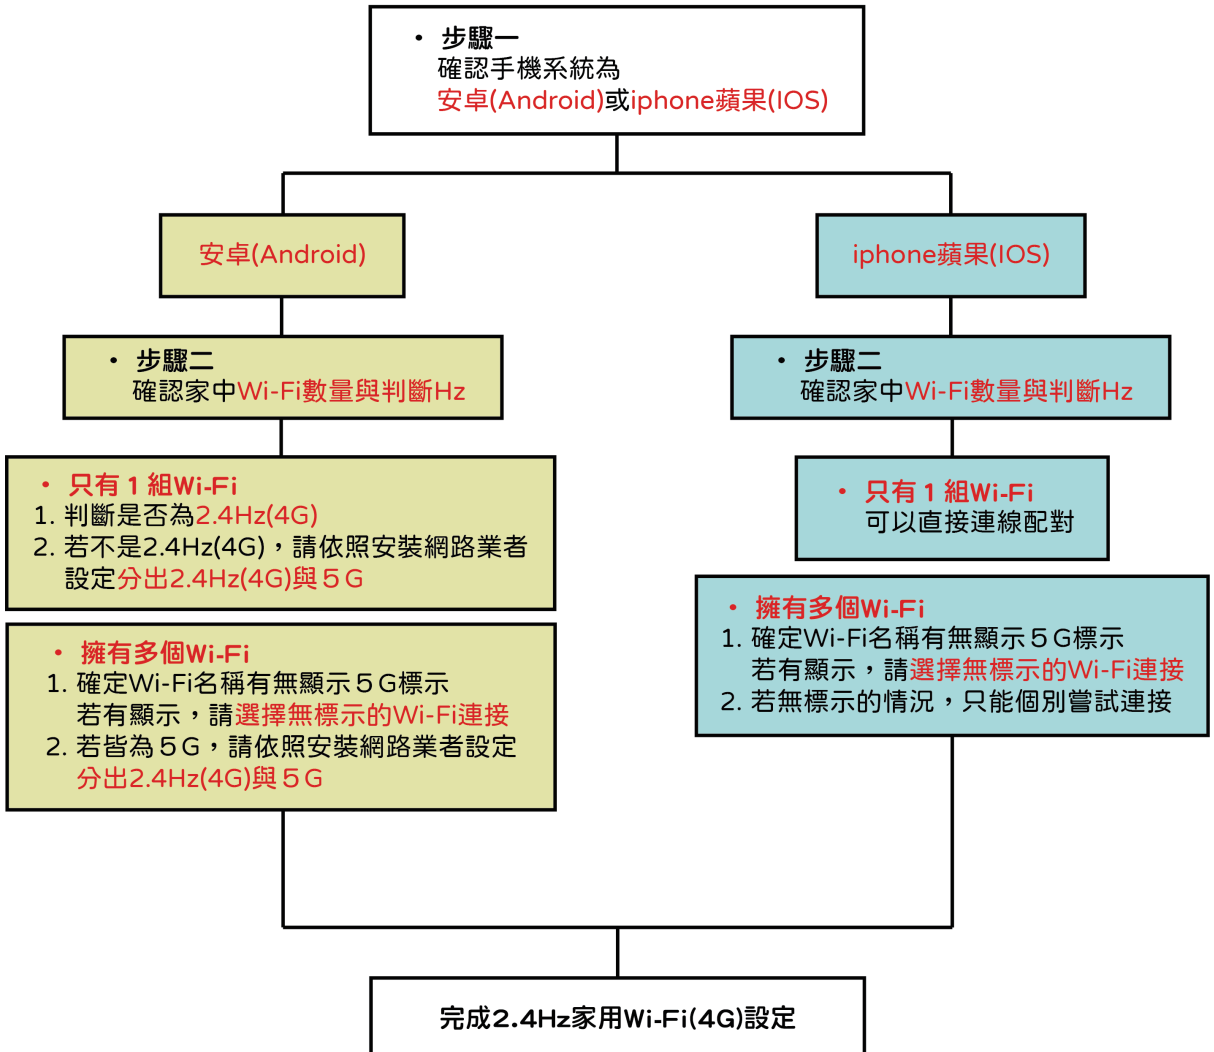 • 步驟一
確認手機系統為
安卓(Android)或iphone蘋果(IOS)
安卓(Android)
• 步驟二
確認家中Wi-Fi數量與判斷Hz
• 只有１組Wi-Fi
1. 判斷是否為2.4Hz(4G)
2. 若不是2.4Hz(4G)，請依照安裝網路業者
設定分出2.4Hz(4G)與５G
• 擁有多個Wi-Fi
1. 確定Wi-Fi名稱有無顯示５G標示
若有顯示，請選擇無標示的Wi-Fi連接
2. 若皆為５G，請依照安裝網路業者設定
分出2.4Hz(4G)與５G
iphone蘋果(IOS)
• 步驟二
確認家中Wi-Fi數量與判斷Hz
• 只有１組Wi-Fi
可以直接連線配對
• 擁有多個Wi-Fi
1. 確定Wi-Fi名稱有無顯示５G標示
若有顯示，請選擇無標示的Wi-Fi連接
2. 若無標示的情況，只能個別嘗試連接
完成2.4Hz家用Wi-Fi(4G)設定